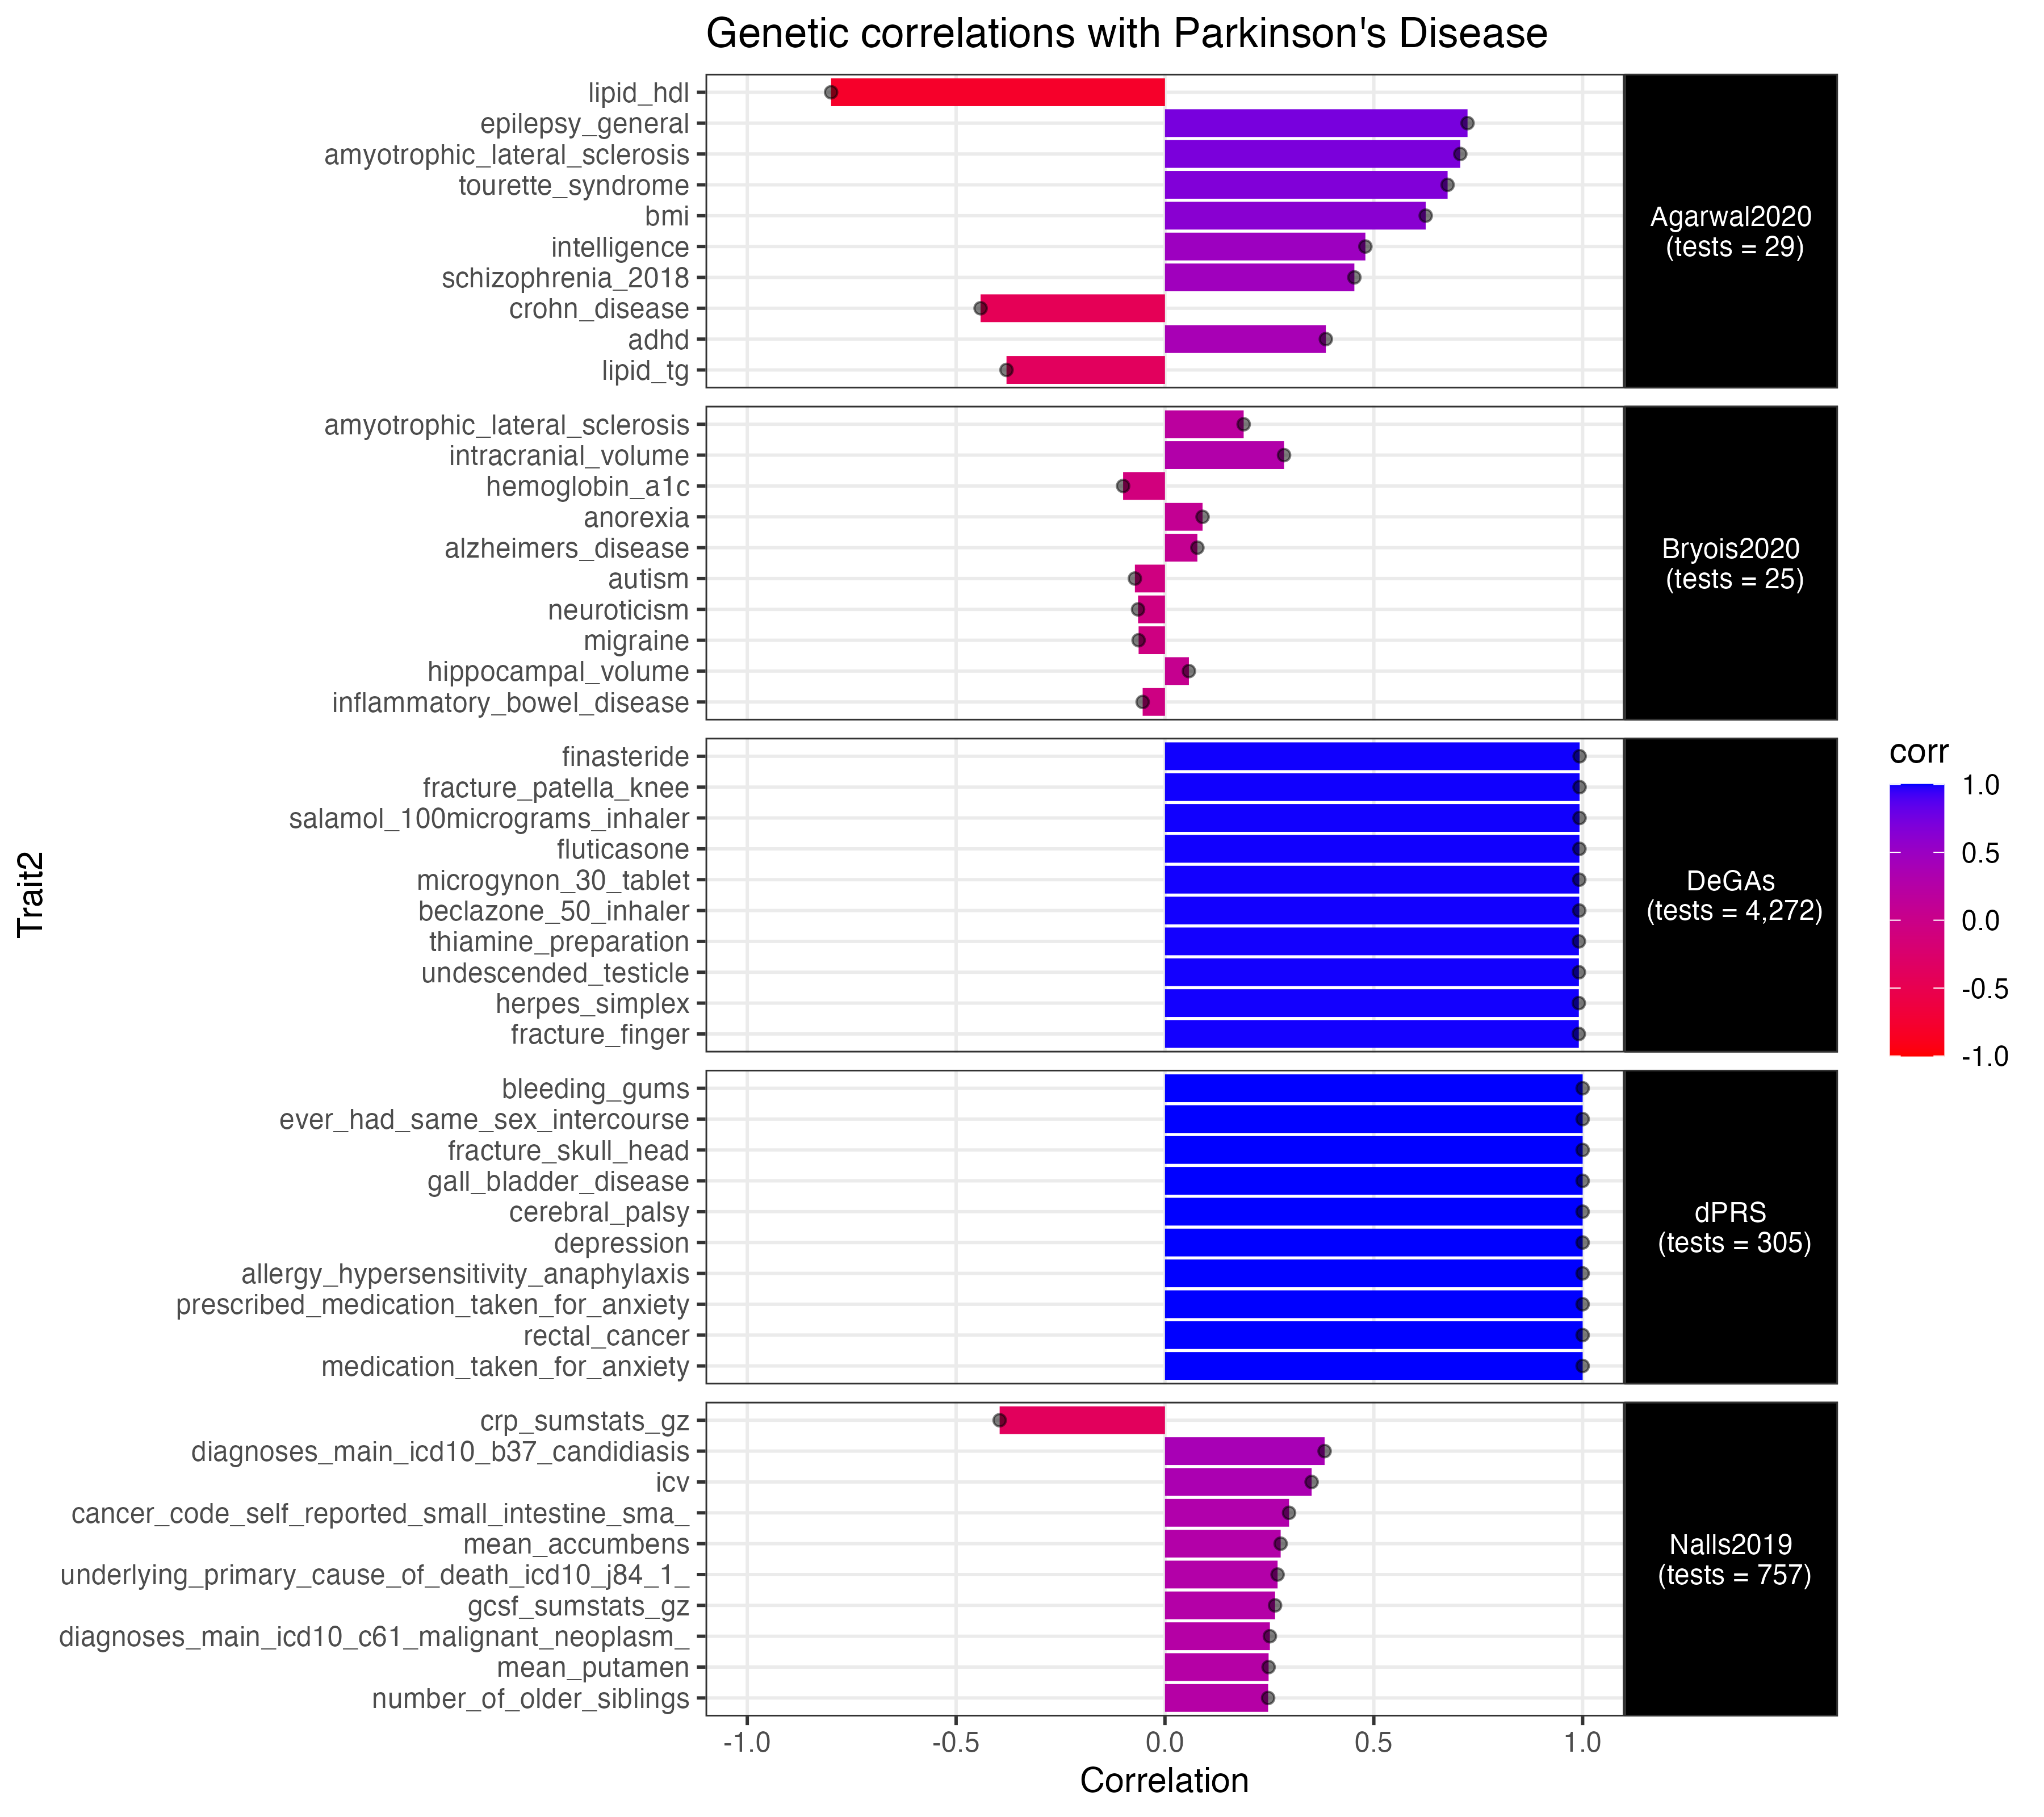 Genetic correlations with Parkinson's Disease
Trait2
lipid_hdl
epilepsy_general
amyotrophic_lateral_sclerosis
tourette_syndrome
bmi
intelligence
schizophrenia_2018
crohn_disease
adhd
lipid_tg
Agarwal2020
(tests = 29)
amyotrophic_lateral_sclerosis
intracranial_volume
hemoglobin_a1c
anorexia
alzheimers_disease
autism
neuroticism
migraine
hippocampal_volume
inflammatory_bowel_disease
Bryois2020
(tests = 25)
finasteride
fracture_patella_knee
salamol_100micrograms_inhaler
fluticasone
microgynon_30_tablet
beclazone_50_inhaler
thiamine_preparation
undescended_testicle
herpes_simplex
fracture_finger
DeGAs
(tests = 4,272)
bleeding_gums
ever_had_same_sex_intercourse
fracture_skull_head
gall_bladder_disease
cerebral_palsy
depression
allergy_hypersensitivity_anaphylaxis
prescribed_medication_taken_for_anxiety
rectal_cancer
medication_taken_for_anxiety
dPRS
(tests = 305)
crp_sumstats_gz
diagnoses_main_icd10_b37_candidiasis
icv
cancer_code_self_reported_small_intestine_sma_
mean_accumbens
underlying_primary_cause_of_death_icd10_j84_1_
gcsf_sumstats_gz
diagnoses_main_icd10_c61_malignant_neoplasm_
mean_putamen
number_of_older_siblings
Nalls2019
(tests = 757)
-1.0
-0.5
0.0
0.5
1.0
Correlation
corr
1.0
0.5
0.0
-0.5
-1.0